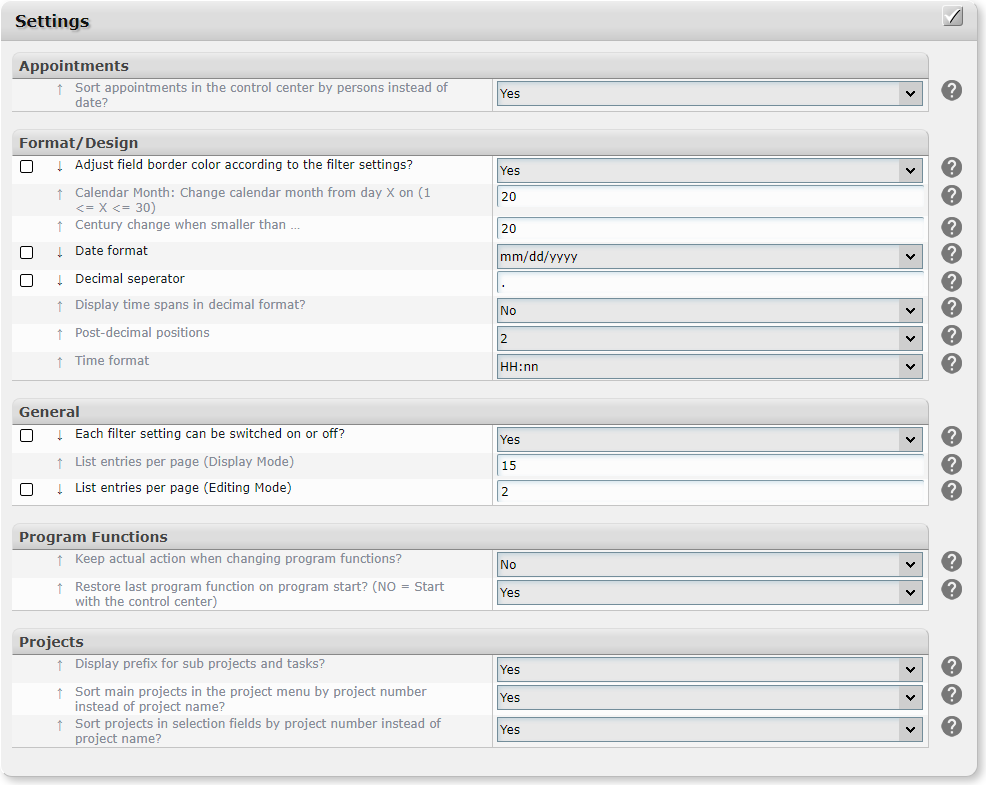 Settings
Appointments
↑ Sort appointments in the control center by persons instead of
date?
Yes
Format/Design
↓ Adjust field border color according to the filter settings?
Yes
↑ Calendar Month: Change calendar month from day X on (1
<= X <= 30)
20
↑ Century change when smaller than ...
20
↓ Date format
mm/dd/yyyy
↓ Decimal seperator
.
↑ Display time spans in decimal format?
No
↑ Post-decimal positions
2
↑ Time format
HH:nn
General
↓ Each filter setting can be switched on or off?
Yes
↑ List entries per page (Display Mode)
15
↓ List entries per page (Editing Mode)
2
Program Functions
↑ Keep actual action when changing program functions?
No
↑ Restore last program function on program start? (NO = Start
with the control center)
Yes
Projects
↑ Display prefix for sub projects and tasks?
Yes
↑ Sort main projects in the project menu by project number
instead of project name?
Yes
↑ Sort projects in selection fields by project number instead of
project name?
Yes